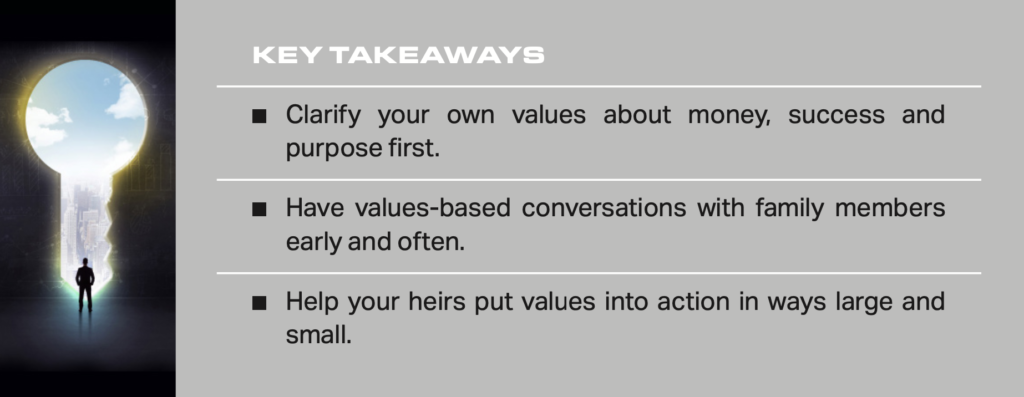 KEY TAKEAWAYS
■ Clarify your own values about money, success and
purpose first.
■ Have values-based conversations with family members
early and often.
■ Help your heirs put values into action in ways large and
small.